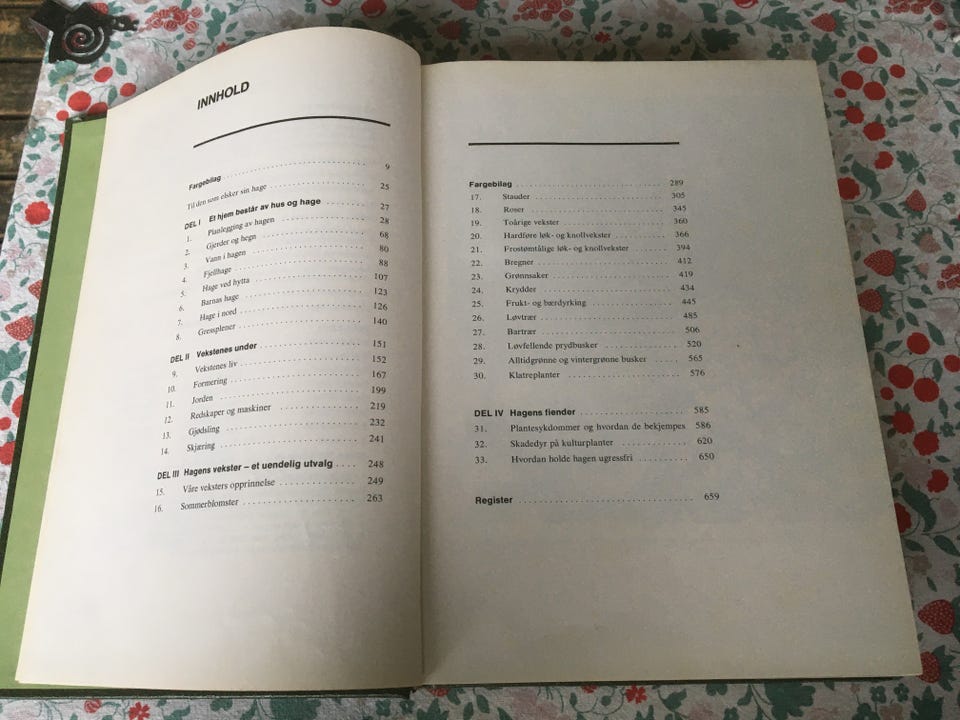 INNHOLD
Fargebilag 9
Til den som elsker sin hage 25
DEL I Et hjem består av hus og hage 27
1. Planlegging av hagen 28
2. Gjerder og hegn 68
3. Vann i hagen 80
4. Fjellhage 88
5. Hage ved hytta 107
6. Barnas hage 123
7. Hage i nord 126
8. Gressplener 140
DEL II Vekstenes under 151
9. Vekstenes liv 152
10. Formering 167
11. Jorden 199
12. Redskaper og maskiner 219
13. Gjødsling 232
14. Skjæring 241
DEL III Hagens vekster – et uendelig utvalg 248
15. Våre veksters opprinnelse 249
16. Sommerblomster 263
Fargebilag 289
17. Stauder 305
18. Roser 345
19. Toårige vekster 360
20. Hardføre løk- og knollvekster 366
21. Frostømtålige løk- og knollvekster 394
22. Bregner 412
23. Grønnsaker 419
24. Krydder 434
25. Frukt- og bærdyrking 445
26. Løvtrær 485
27. Bartrær 506
28. Løvfellende prydbusker 520
29. Alltidgrønne og vintergrønne busker 565
30. Klatreplanter 576
DEL IV Hagens fiender 585
31. Plantesykdommer og hvordan de bekjempes 586
32. Skadedyr på kulturplanter 620
33. Hvordan holde hagen ugressfri 650
Register 659